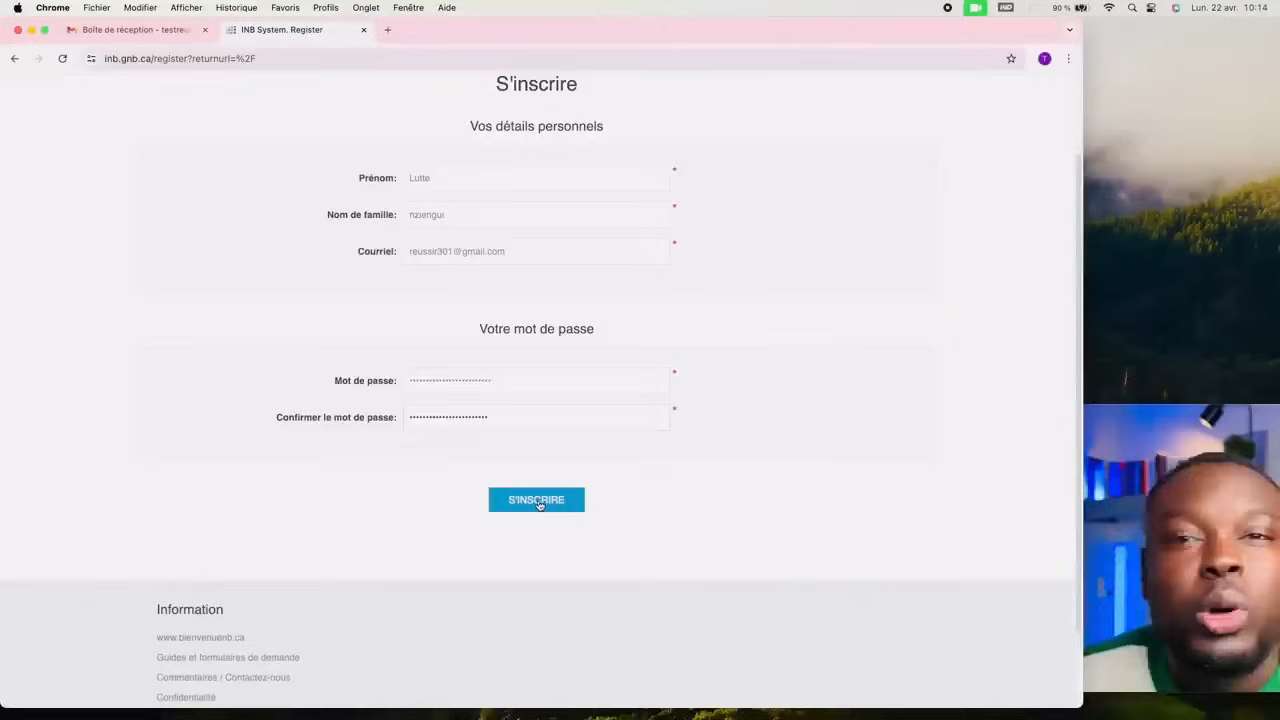 Chrome Fichier Modifier Afficher Historique Favoris Profils Onglet Fenêtre Aide 90 % Lun. 22 avr. 10:14
Boîte de réception - testreu INB System. Register
inb.gnb.ca/register?returnurl=%2F T
S'inscrire
Vos détails personnels
Prénom: Lutte *
Nom de famille: nziengui *
Courriel: reussir301@gmail.com *
Votre mot de passe
Mot de passe: *
Confirmer le mot de passe: *
S'INSCRIRE
Information
www.bienvenuenb.ca
Guides et formulaires de demande
Commentaires / Contactez-nous
Confidentialité